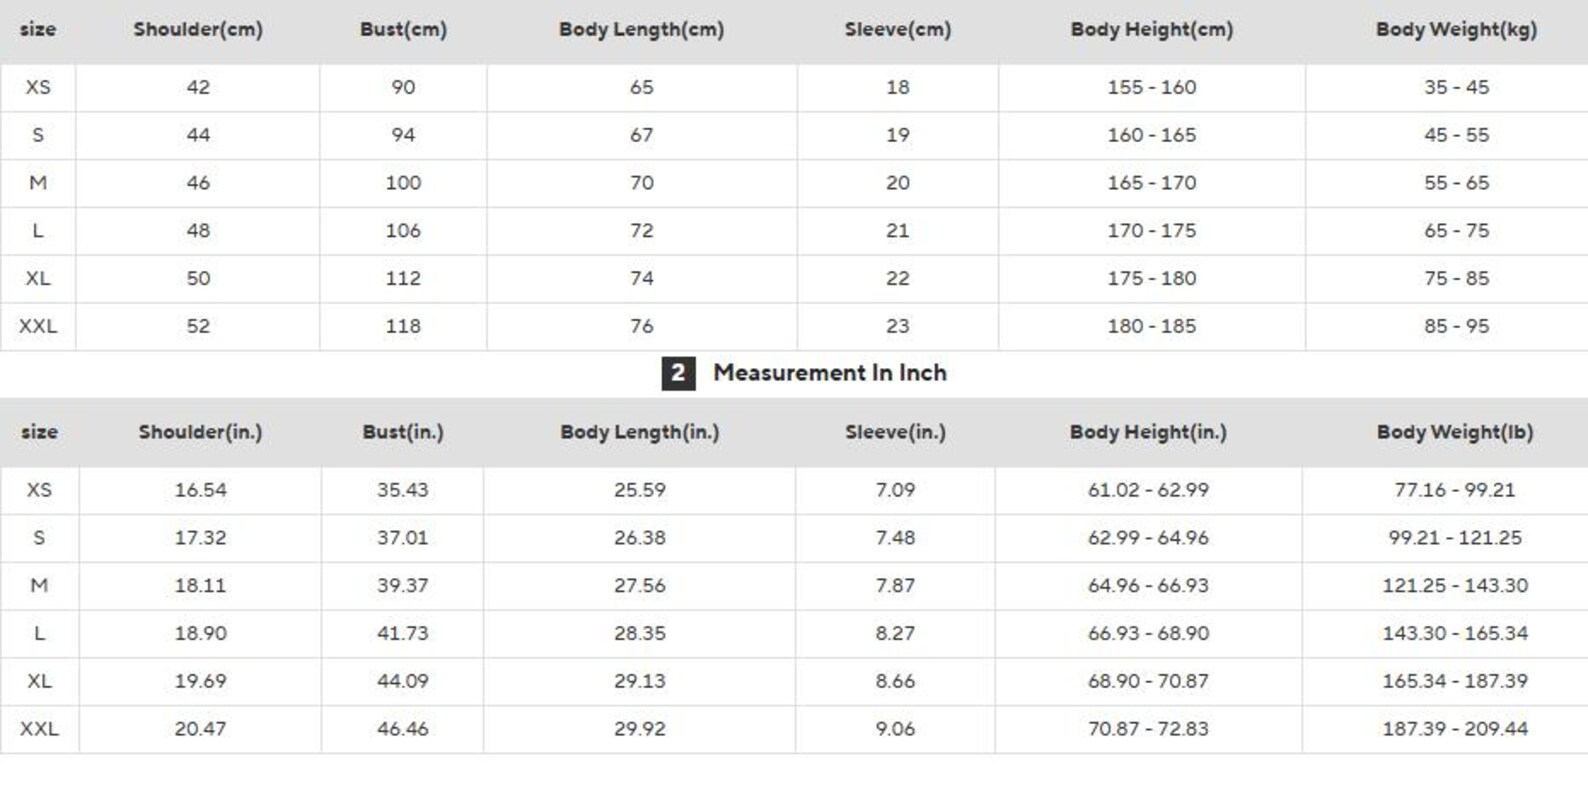 size Shoulder(cm) Bust(cm) Body Length(cm) Sleeve(cm) Body Height(cm) Body Weight(kg)
XS 42 90 65 18 155 - 160 35 - 45
S 44 94 67 19 160 - 165 45 - 55
M 46 100 70 20 165 - 170 55 - 65
L 48 106 72 21 170 - 175 65 - 75
XL 50 112 74 22 175 - 180 75 - 85
XXL 52 118 76 23 180 - 185 85 - 95
2 Measurement In Inch
size Shoulder(in.) Bust(in.) Body Length(in.) Sleeve(in.) Body Height(in.) Body Weight(lb)
XS 16.54 35.43 25.59 7.09 61.02 - 62.99 77.16 - 99.21
S 17.32 37.01 26.38 7.48 62.99 - 64.96 99.21 - 121.25
M 18.11 39.37 27.56 7.87 64.96 - 66.93 121.25 - 143.30
L 18.90 41.73 28.35 8.27 66.93 - 68.90 143.30 - 165.34
XL 19.69 44.09 29.13 8.66 68.90 - 70.87 165.34 - 187.39
XXL 20.47 46.46 29.92 9.06 70.87 - 72.83 187.39 - 209.44